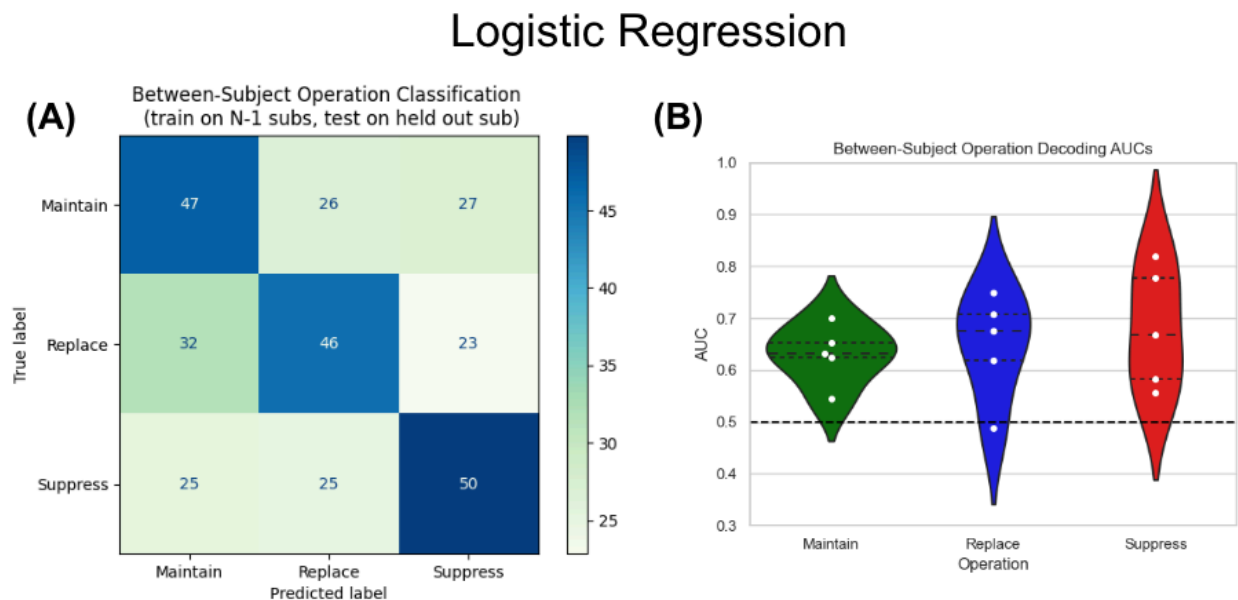 Logistic Regression
(A)
Between-Subject Operation Classification
(train on N-1 subs, test on held out sub)
True label
Maintain
47
26
27
Replace
32
46
23
Suppress
25
25
50
Maintain
Replace
Suppress
Predicted label
45
40
35
30
25
(B)
Between-Subject Operation Decoding AUCs
AUC
1.0
0.9
0.8
0.7
0.6
0.5
0.4
0.3
Maintain
Replace
Suppress
Operation